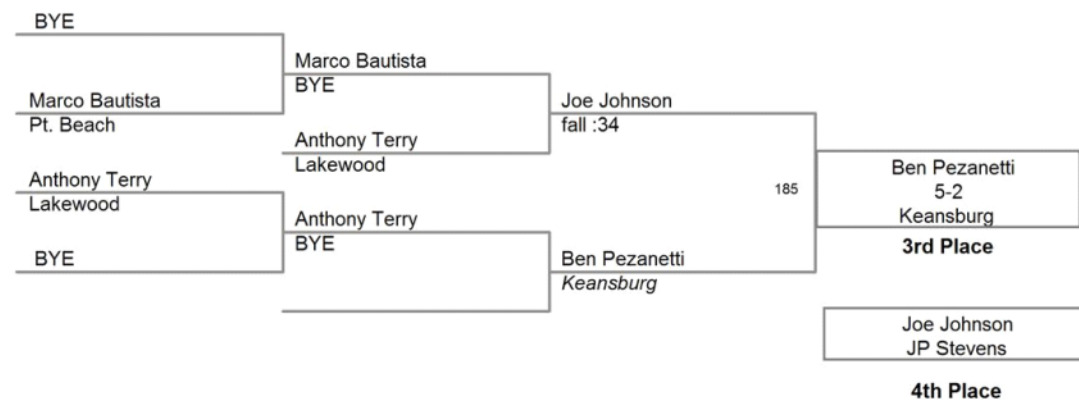 BYE
Marco Bautista
Pt. Beach
Anthony Terry
Lakewood
BYE
Marco Bautista
BYE
Anthony Terry
Lakewood
Anthony Terry
BYE
Joe Johnson
fall :34
Ben Pezanetti
Keansburg
185
Ben Pezanetti
5-2
Keansburg
3rd Place
Joe Johnson
JP Stevens
4th Place